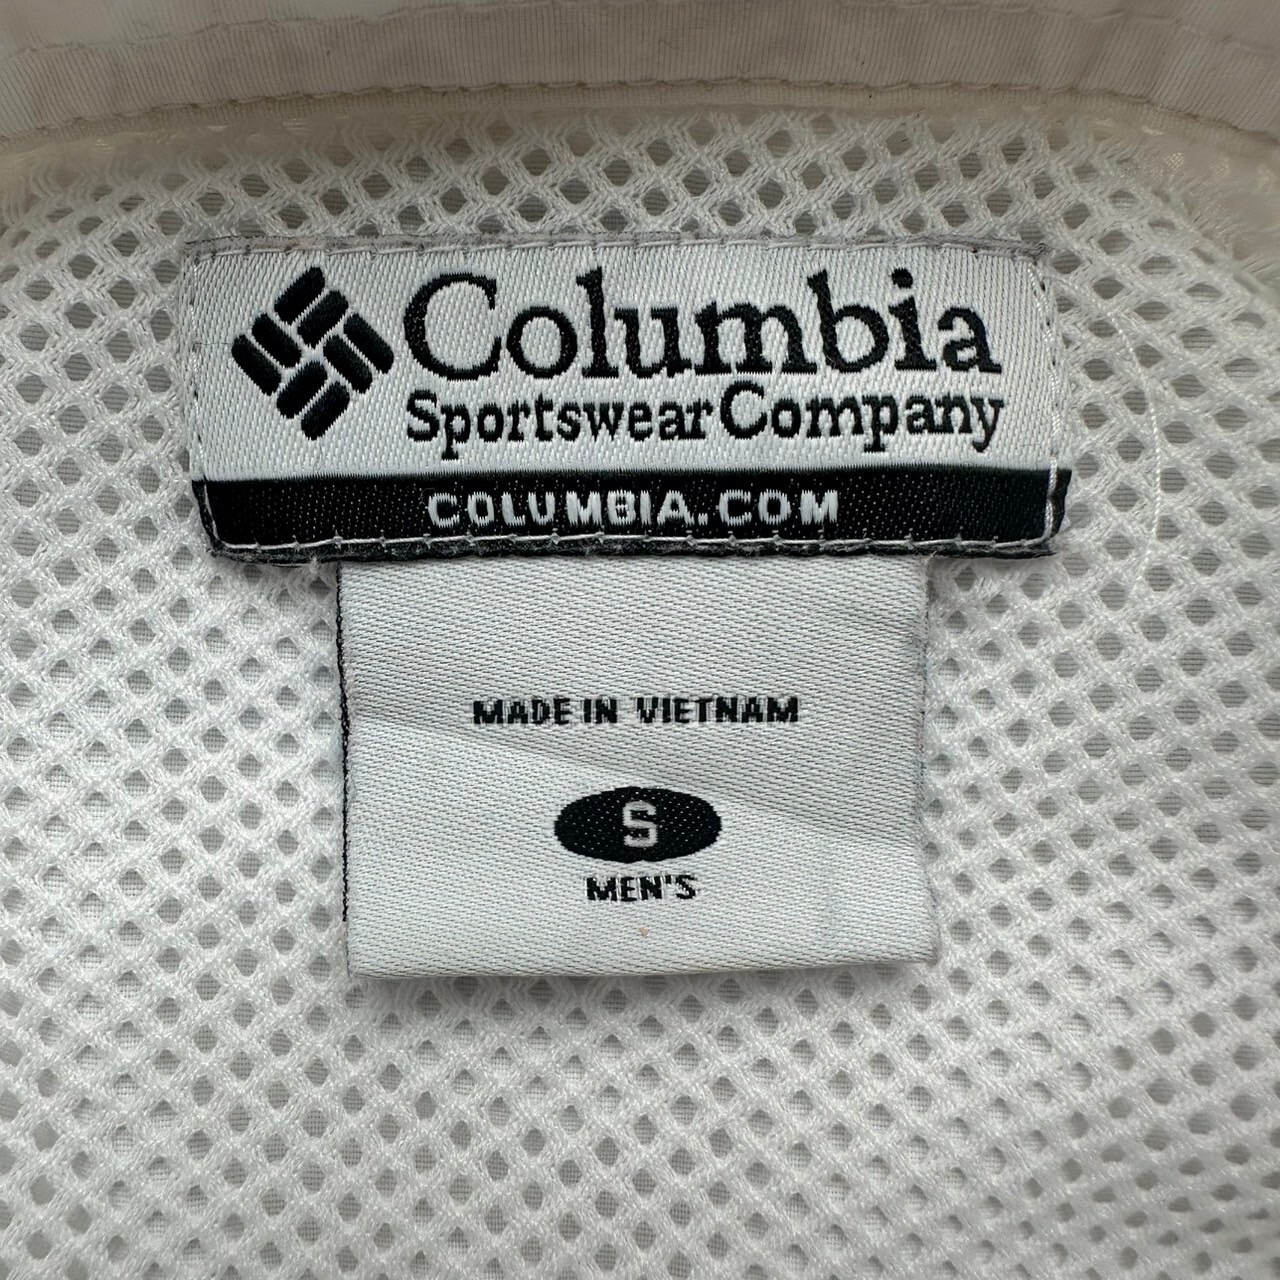 Columbia
Sportswear Company
COLUMBIA.COM
MADE IN VIETNAM
S
MEN'S